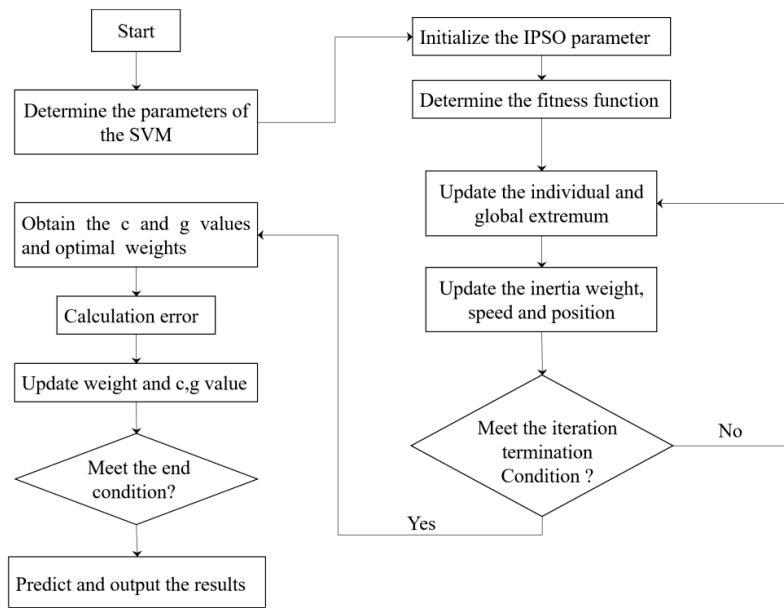 Start
Determine the parameters of
the SVM
Initialize the IPSO parameter
Determine the fitness function
Update the individual and
global extremum
Update the inertia weight,
speed and position
Meet the iteration
termination
Condition ?
No
Yes
Obtain the c and g values
and optimal weights
Calculation error
Update weight and c,g value
Meet the end
condition?
Predict and output the results